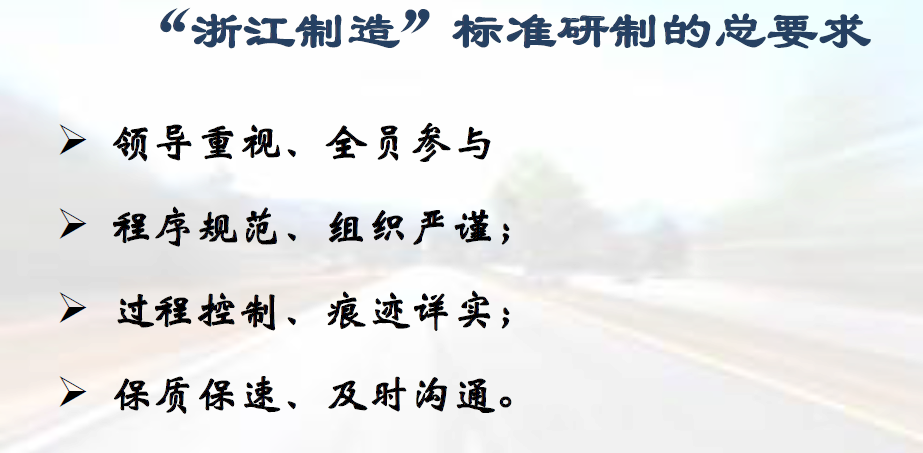 “浙江制造”标准研制的总要求
➢ 领导重视、全员参与
➢ 程序规范、组织严谨；
➢ 过程控制、痕迹详实；
➢ 保质保速、及时沟通。